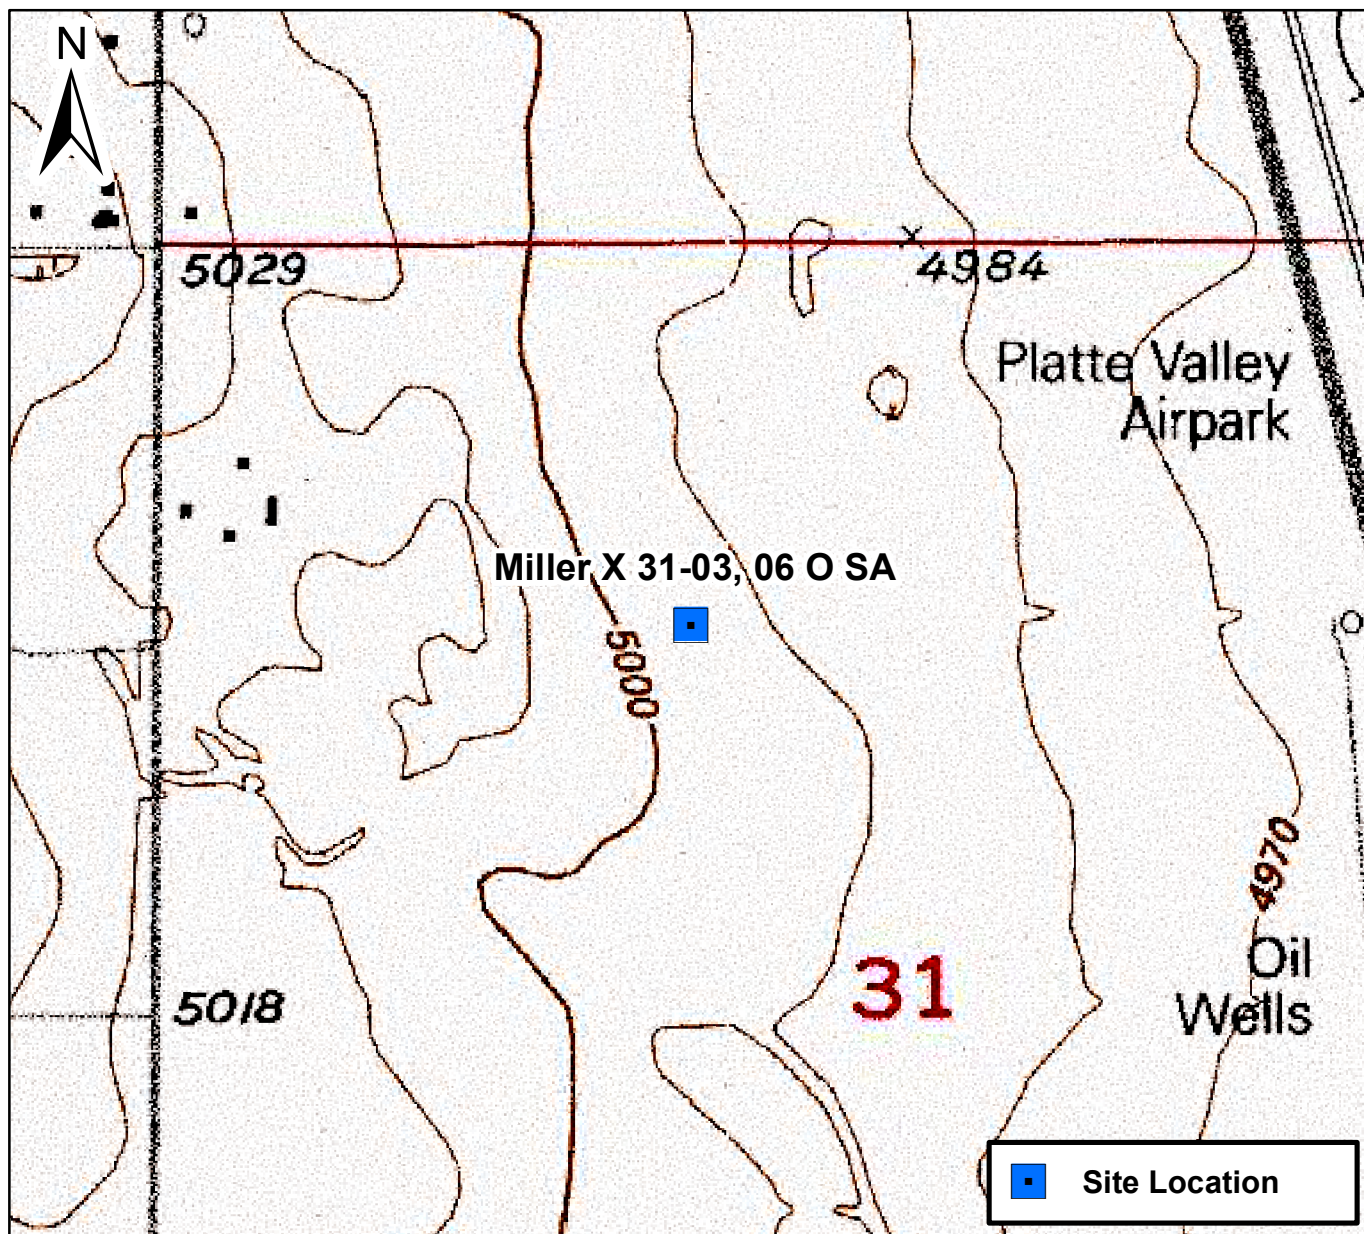 N
5029
4984
Platte Valley
Airpark
Miller X 31-03, 06 O SA
5000
4970
31
Oil
Wells
5018
Site Location